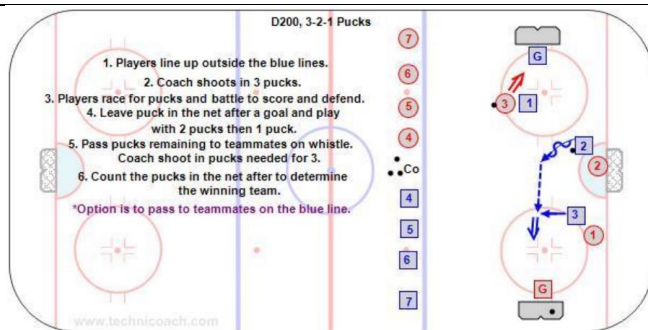 D200, 3-2-1 Pucks
1. Players line up outside the blue lines.
2. Coach shoots in 3 pucks.
3. Players race for pucks and battle to score and defend.
4. Leave puck in the net after a goal and play
with 2 pucks then 1 puck.
5. Pass pucks remaining to teammates on whistle.
Coach shoot in pucks needed for 3.
6. Count the pucks in the net after to determine
the winning team.
*Option is to pass to teammates on the blue line.
7
6
5
4
Co
4
5
6
7
G
3 1
2
2
3
1
G
www.technicoach.com